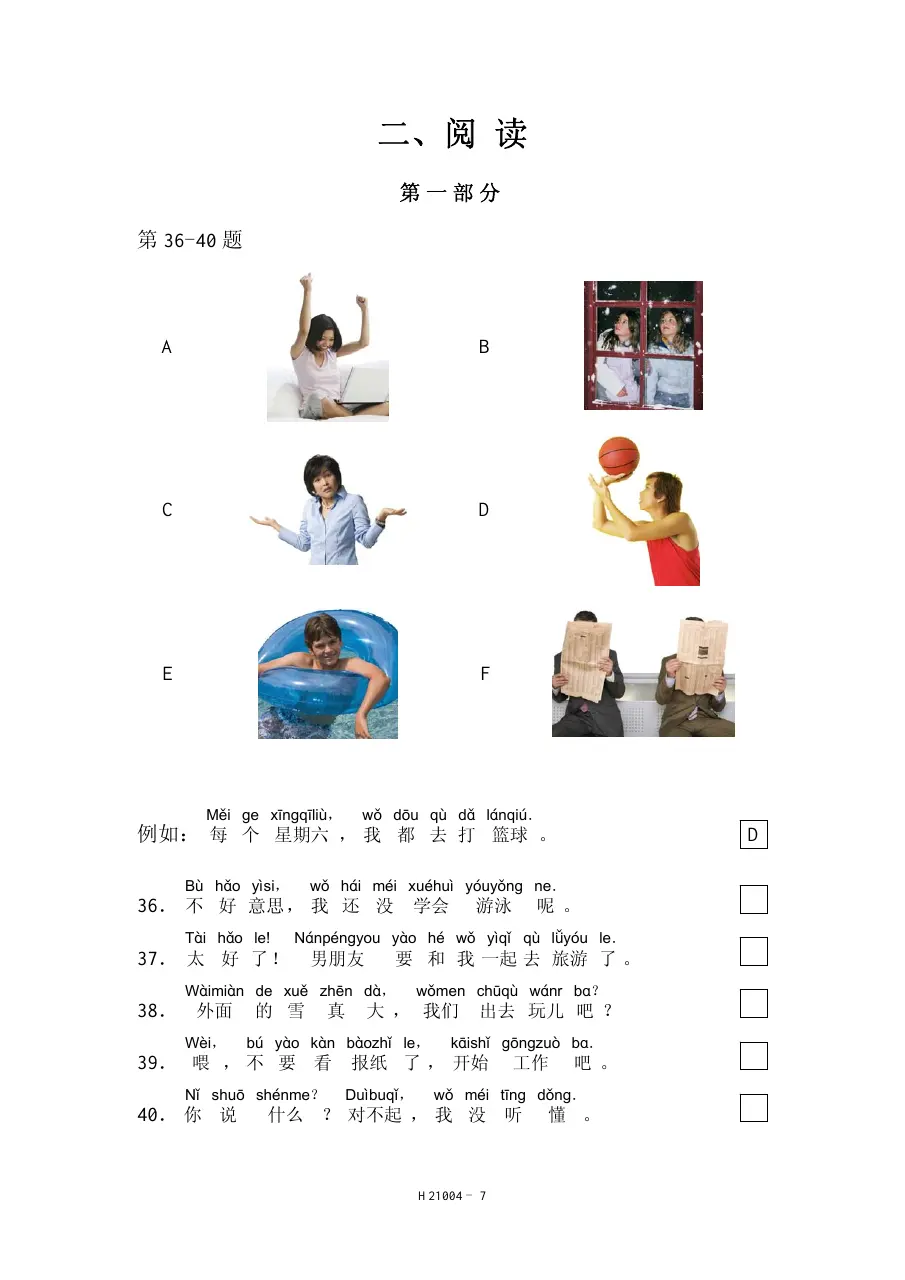 二、阅 读
第一部分
第 36-40 题
A B
C D
E F
Měi ge xīngqīliù, wǒ dōu qù dǎ lánqiú.
例如： 每 个 星期六 ，我 都 去 打 篮球 。 D
Bù hǎo yìsi, wǒ hái méi xuéhuì yóuyǒng ne.
36. 不 好 意思，我 还 没 学会 游泳 呢 。
Tài hǎo le! Nánpéngyou yào hé wǒ yìqǐ qù lǚyóu le.
37. 太 好 了！ 男朋友 要 和 我 一起 去 旅游 了 。
Wàimiàn de xuě zhēn dà, wǒmen chūqù wánr ba?
38. 外面 的 雪 真 大 ，我们 出去 玩儿 吧 ？
Wèi, bú yào kàn bàozhǐ le, kāishǐ gōngzuò ba.
39. 喂 ，不 要 看 报纸 了 ，开始 工作 吧 。
Nǐ shuō shénme? Duìbuqǐ, wǒ méi tīng dǒng.
40. 你 说 什么 ？ 对不起 ，我 没 听 懂 。
H21004 - 7